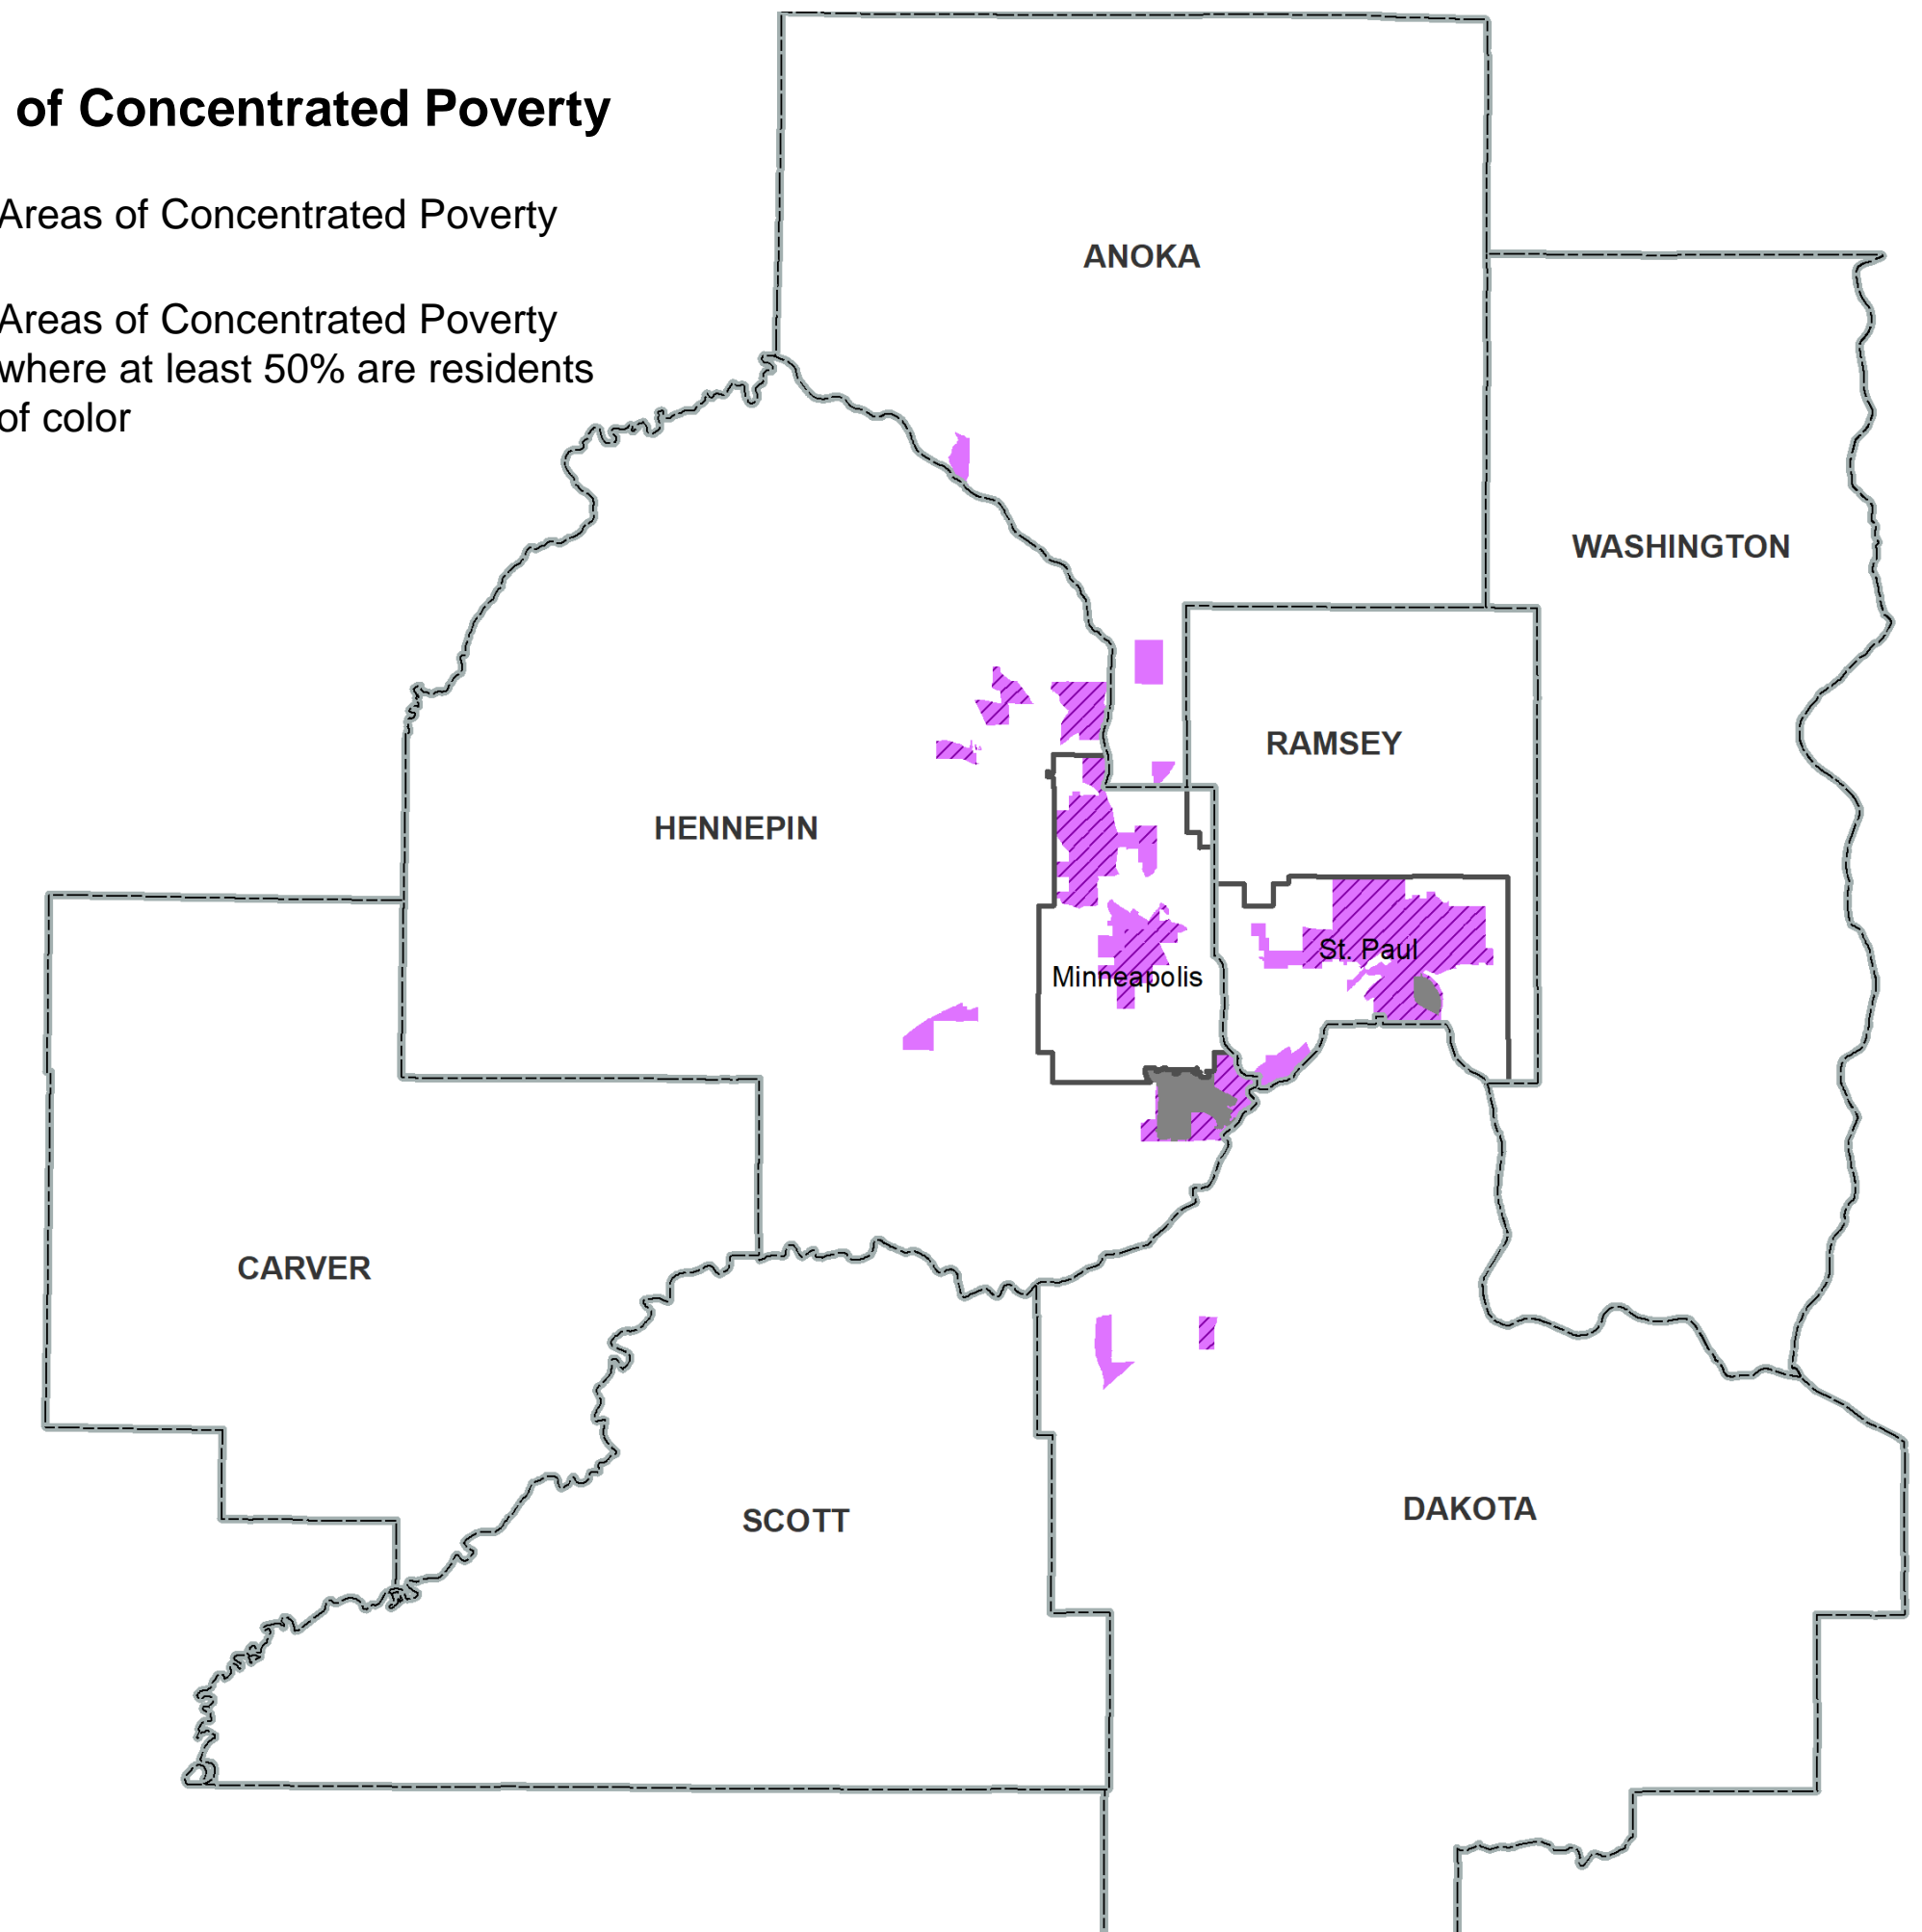 of Concentrated Poverty
Areas of Concentrated Poverty
Areas of Concentrated Poverty
where at least 50% are residents
of color
ANOKA
WASHINGTON
RAMSEY
HENNEPIN
St. Paul
Minneapolis
CARVER
SCOTT
DAKOTA